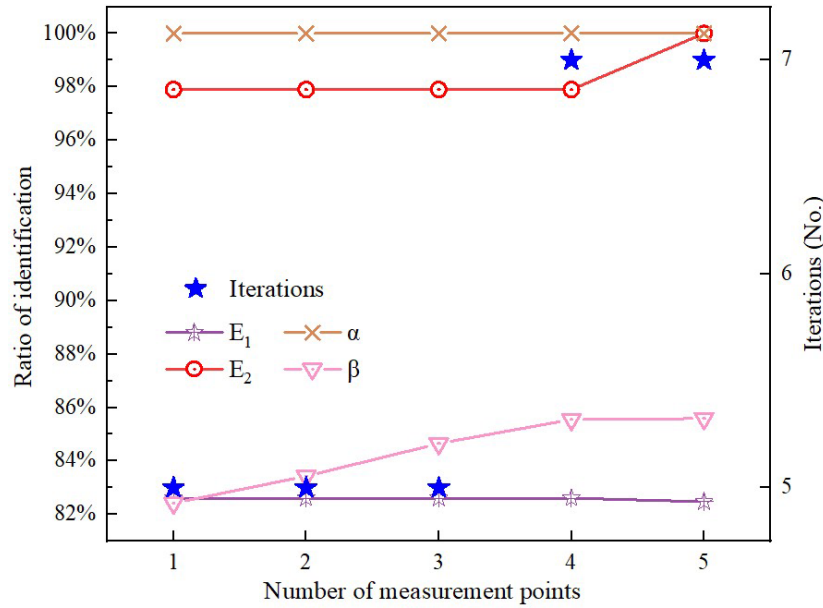 Ratio of identification
100%
98%
96%
94%
92%
90%
88%
86%
84%
82%
Iterations
E₁
α
E₂
β
7
6
5
Iterations (No.)
1 2 3 4 5
Number of measurement points